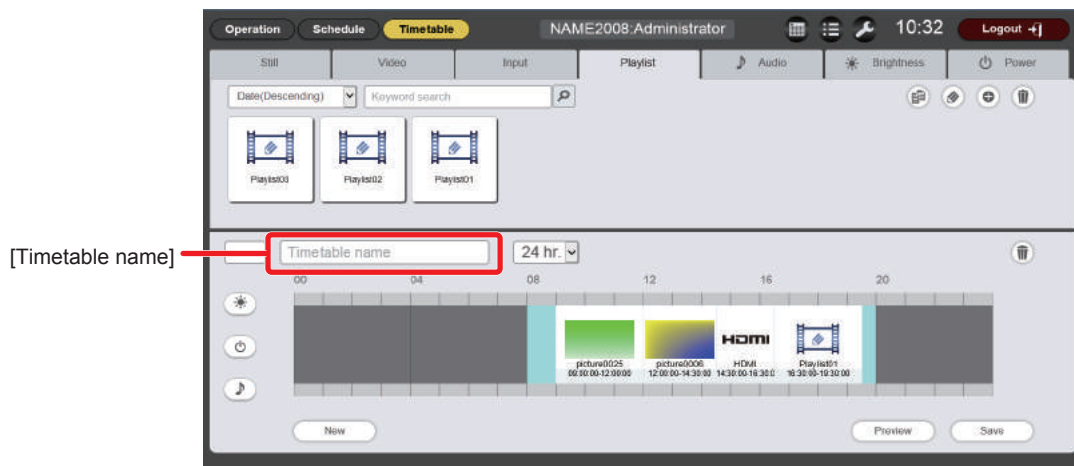 Operation Schedule Timetable NAME2008:Administrator 10:32 Logout
Still Video Input Playlist Audio Brightness Power
Date(Descending) Keyword search
Playlist03 Playlist02 Playlist01
[Timetable name] Timetable name 24 hr.
00 04 08 12 16 20
HDMI
picture0025 picture0006 HDMI Playlist01
09:00:00-12:00:00 12:00:00-14:30:00 14:30:00-16:30:0 16:30:00-19:30:00
New Preview Save